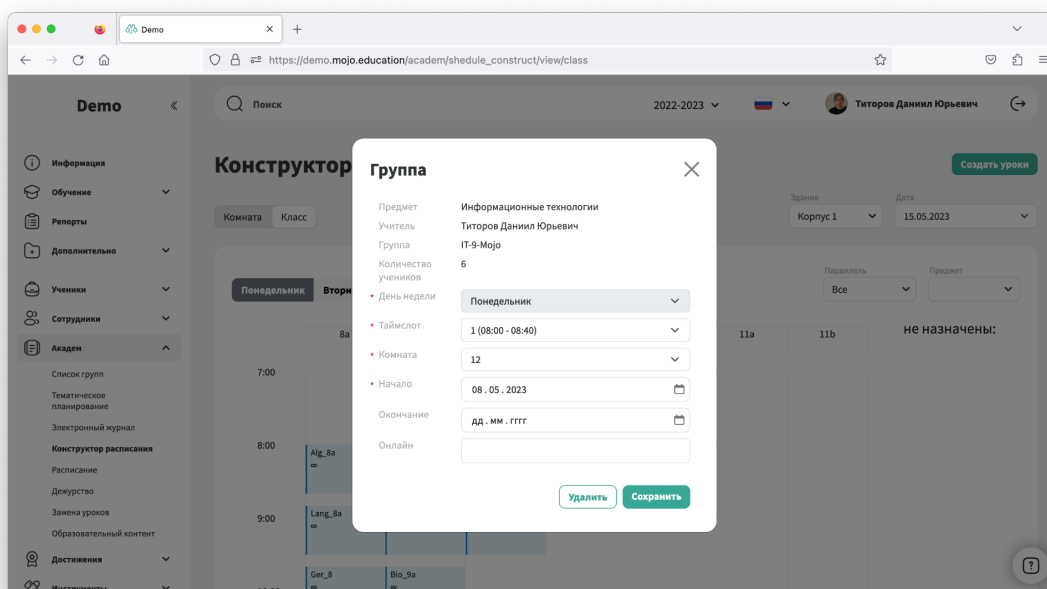 Demo
https://demo.mojo.education/academ/shedule_construct/view/class
Demo
Поиск
2022-2023
Титоров Даниил Юрьевич
Информация
Обучение
Репорты
Дополнительно
Ученики
Сотрудники
Академ
Список групп
Тематическое
планирование
Электронный журнал
Конструктор расписания
Расписание
Дежурство
Замена уроков
Образовательный контент
Достижения
Инструменты
Конструктор
Создать уроки
Комната Класс
Здание
Корпус 1
Дата
15.05.2023
Понедельник
Параллель
Все
Предмет
8a
11a
11b
не назначены:
7:00
8:00
Alg_8a
∞
9:00
Lang_8a
∞
Ger_8
∞
Bio_9a
∞
Группа
Предмет Информационные технологии
Учитель Титоров Даниил Юрьевич
Группа IT-9-Mojo
Количество
учеников
6
• День недели Понедельник
• Таймслот 1 (08:00 - 08:40)
• Комната 12
• Начало 08 . 05 . 2023
Окончание дд . мм . гггг
Онлайн
Удалить Сохранить
?